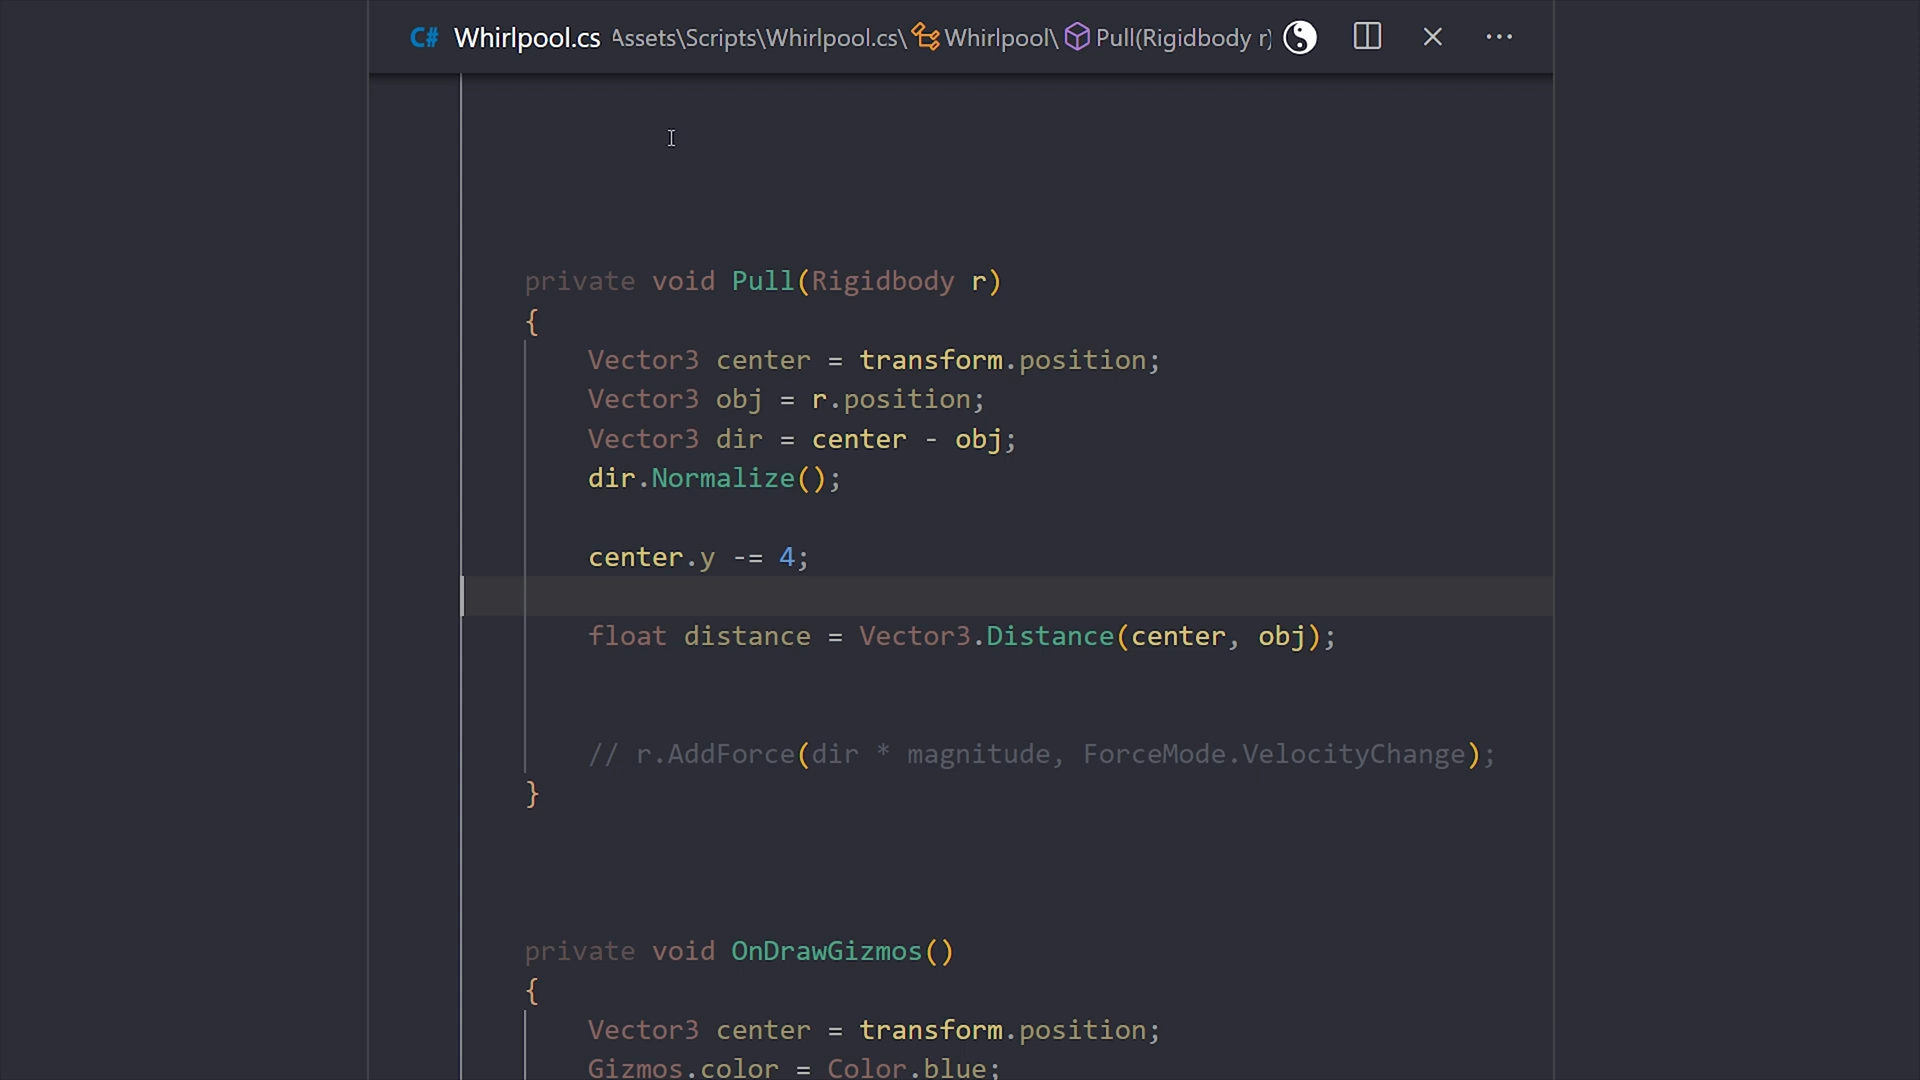 C# Whirlpool.cs Assets\Scripts\Whirlpool.cs\Whirlpool\Pull(Rigidbody r)
private void Pull(Rigidbody r)
{
Vector3 center = transform.position;
Vector3 obj = r.position;
Vector3 dir = center - obj;
dir.Normalize();
center.y -= 4;
float distance = Vector3.Distance(center, obj);
// r.AddForce(dir * magnitude, ForceMode.VelocityChange);
}
private void OnDrawGizmos()
{
Vector3 center = transform.position;
Gizmos.color = Color.blue;